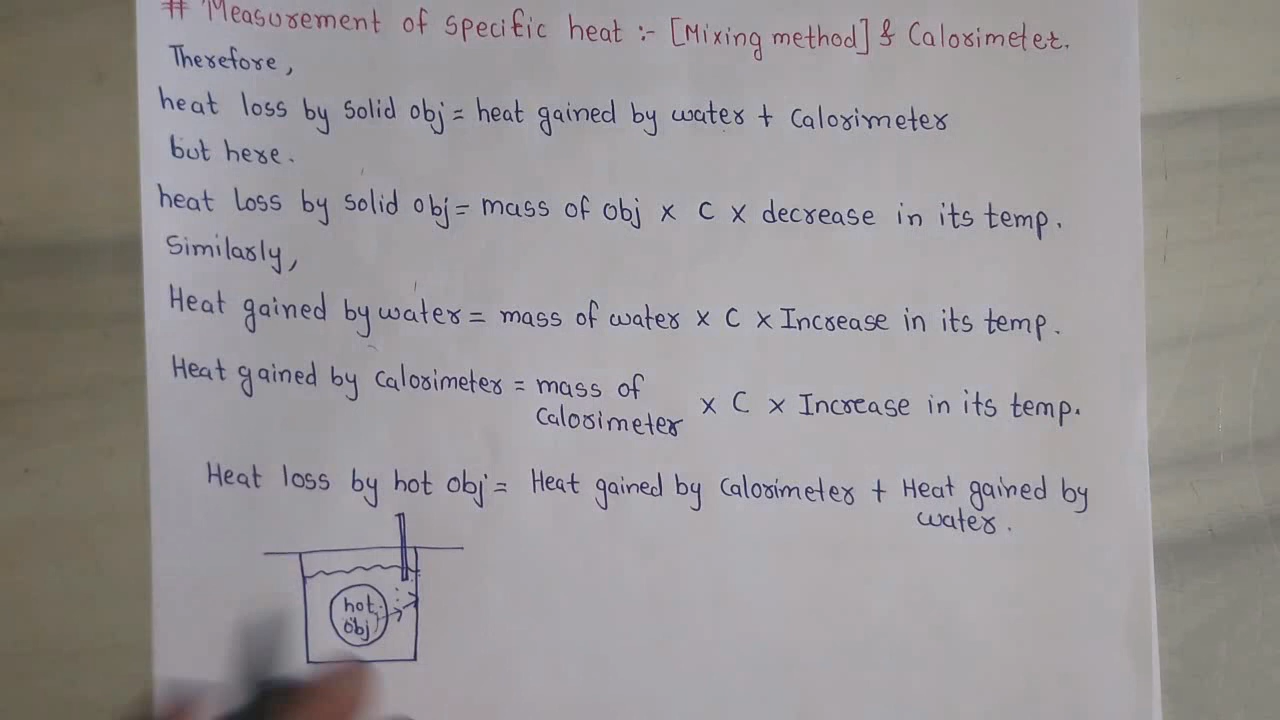 # Measurement of specific heat :- [Mixing method] & Calorimeter.
Therefore,
heat loss by solid obj = heat gained by water + Calorimeter
but here.
heat loss by solid obj = mass of obj x C x decrease in its temp.
Similarly,
Heat gained by water = mass of water x C x Increase in its temp.
Heat gained by Calorimeter = mass of Calorimeter x C x Increase in its temp.
Heat loss by hot obj = Heat gained by Calorimeter + Heat gained by
water.
hot
obj